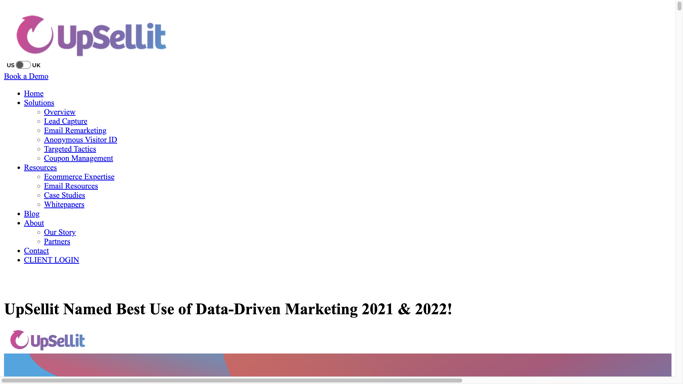 UpSellit
US UK
Book a Demo
Home
Solutions
Overview
Lead Capture
Email Remarketing
Anonymous Visitor ID
Targeted Tactics
Coupon Management
Resources
Ecommerce Expertise
Email Resources
Case Studies
Whitepapers
Blog
About
Our Story
Partners
Contact
CLIENT LOGIN
UpSellit Named Best Use of Data-Driven Marketing 2021 & 2022!
UpSellit